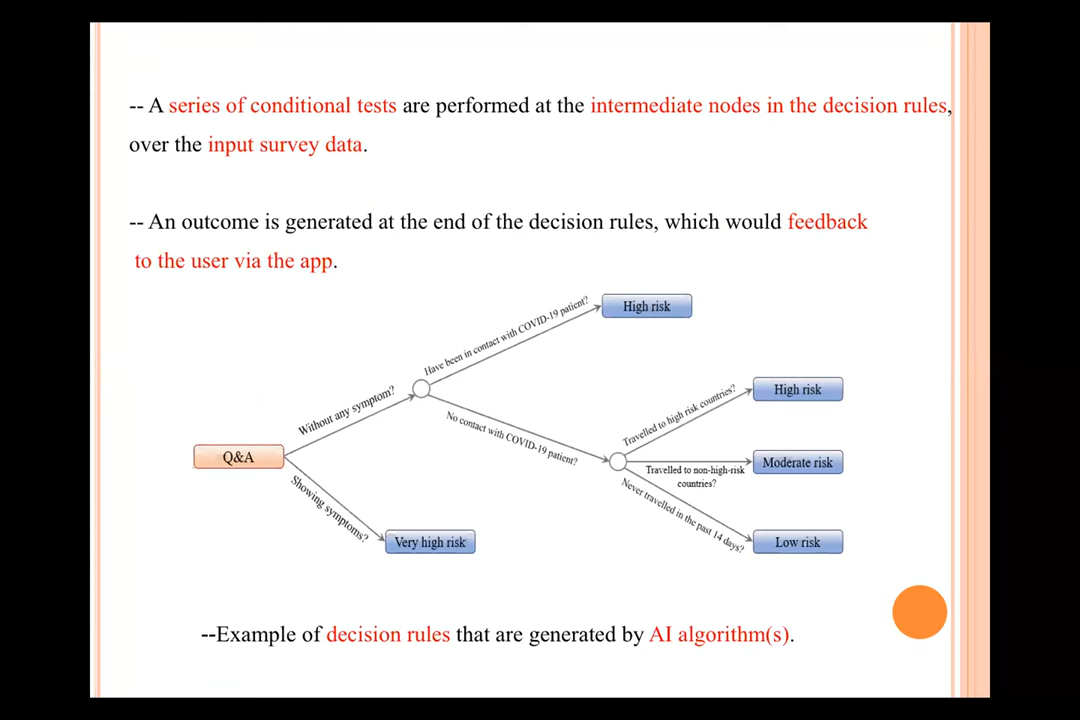 -- A series of conditional tests are performed at the intermediate nodes in the decision rules,
over the input survey data.
-- An outcome is generated at the end of the decision rules, which would feedback
to the user via the app.
High risk
Have been in contact with COVID-19 patient?
Without any symptom?
Travelled to high risk countries?
High risk
No contact with COVID-19 patient?
Q&A
Moderate risk
Travelled to non-high-risk
countries?
Showing symptoms?
Never travelled in the past 14 days?
Very high risk
Low risk
--Example of decision rules that are generated by AI algorithm(s).